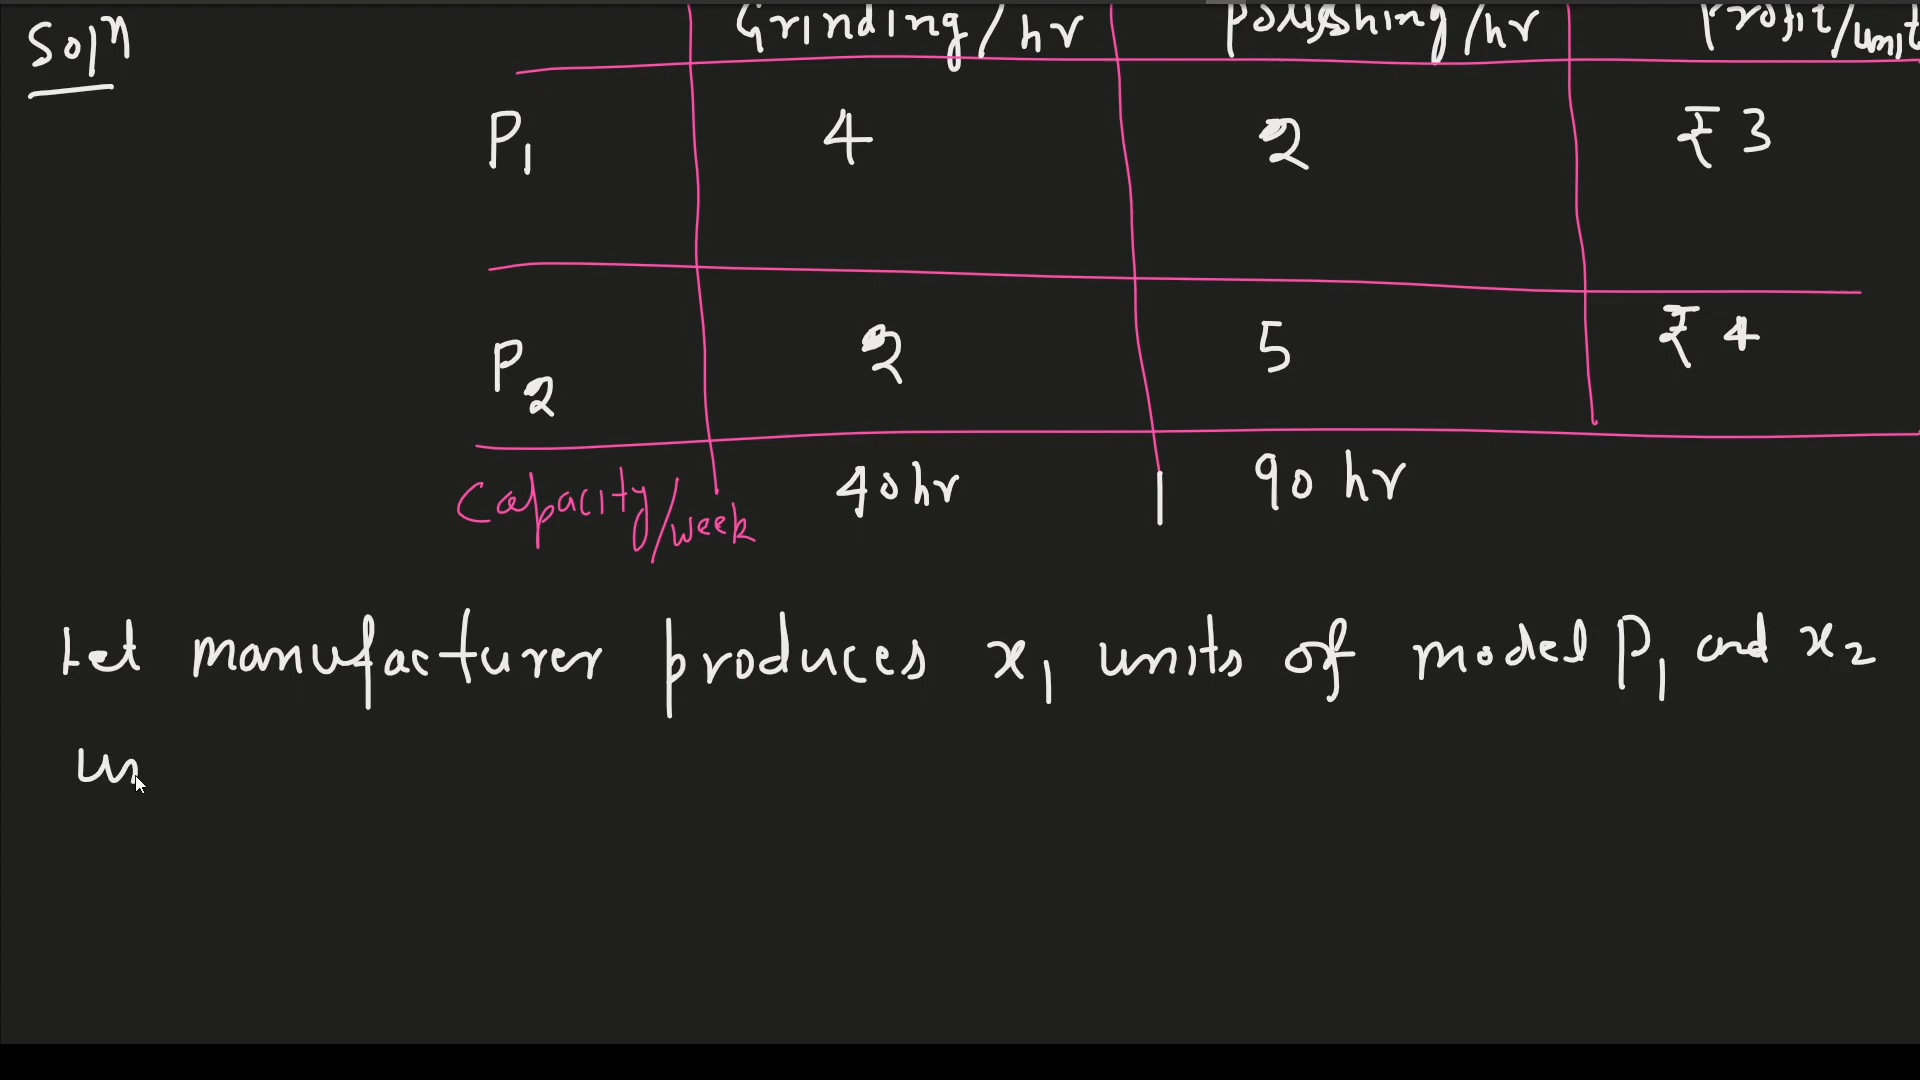 Sol^n Grinding/hr Polishing/hr Profit/unit
P₁ 4 2 ₹ 3
P₂ 2 5 ₹ 4
Capacity/week 40hr 90 hr
Let manufacturer produces x₁ units of model P₁ and x₂
un